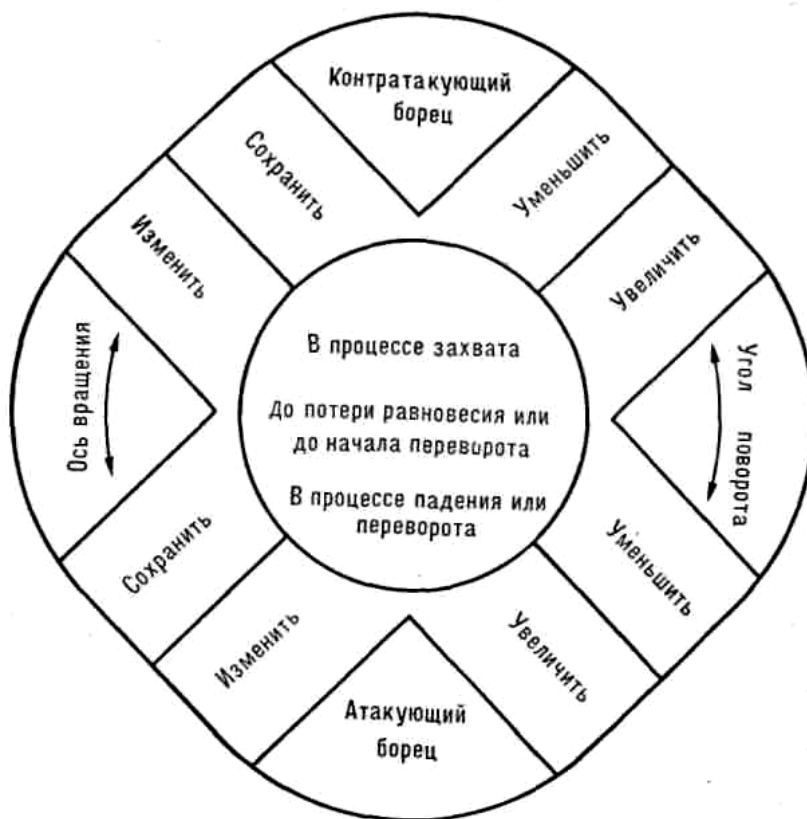 Контратакующий
борец
Сохранить
Уменьшить
Изменить
Увеличить
Ось вращения
В процессе захвата
До потери равновесия или
до начала переворота
В процессе падения или
переворота
Угол поворота
Сохранить
Уменьшить
Изменить
Увеличить
Атакующий
борец